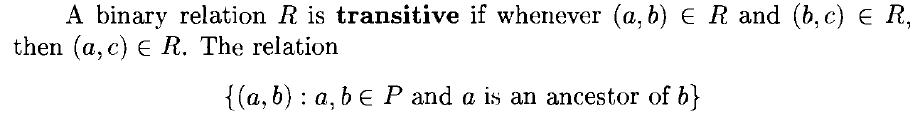 A binary relation R is transitive if whenever (a, b) ∈ R and (b, c) ∈ R,
then (a, c) ∈ R. The relation
{(a, b) : a, b ∈ P and a is an ancestor of b}